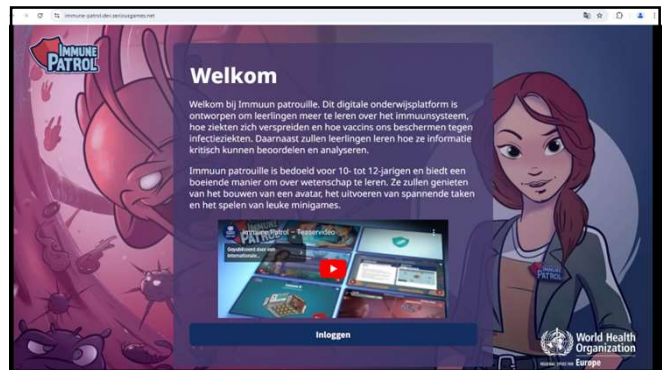 immune-patrol.dev.seriousgames.net
IMMUNE
PATROL
Welkom
Welkom bij Immuun patrouille. Dit digitale onderwijsplatform is
ontworpen om leerlingen meer te leren over het immuunsysteem,
hoe ziekten zich verspreiden en hoe vaccins ons beschermen tegen
infectieziekten. Daarnaast zullen leerlingen leren hoe ze informatie
kritisch kunnen beoordelen en analyseren.
Immuun patrouille is bedoeld voor 10- tot 12-jarigen en biedt een
boeiende manier om over wetenschap te leren. Ze zullen genieten
van het bouwen van een avatar, het uitvoeren van spannende taken
en het spelen van leuke minigames.
Immune Patrol – Teaservideo
Gepubliceerd door een
internationale
Inloggen
IMMUNE
PATROL
World Health
Organization
Europe